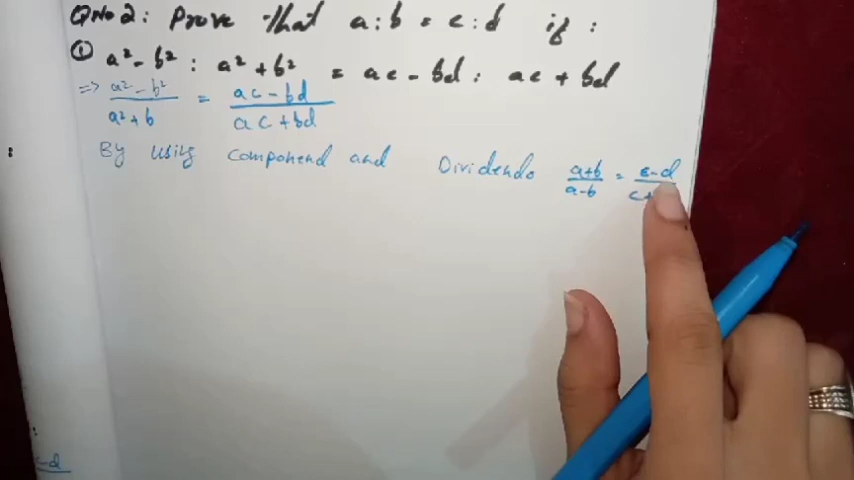 QNo 2: Prove that a:b = c:d if :
① a² - b² : a² + b² = ac - bd : ac + bd
=> a² - b² / a² + b = ac - bd / ac + bd
By using Componend and Dividendo a+b / a-b = c-d / c+
-d